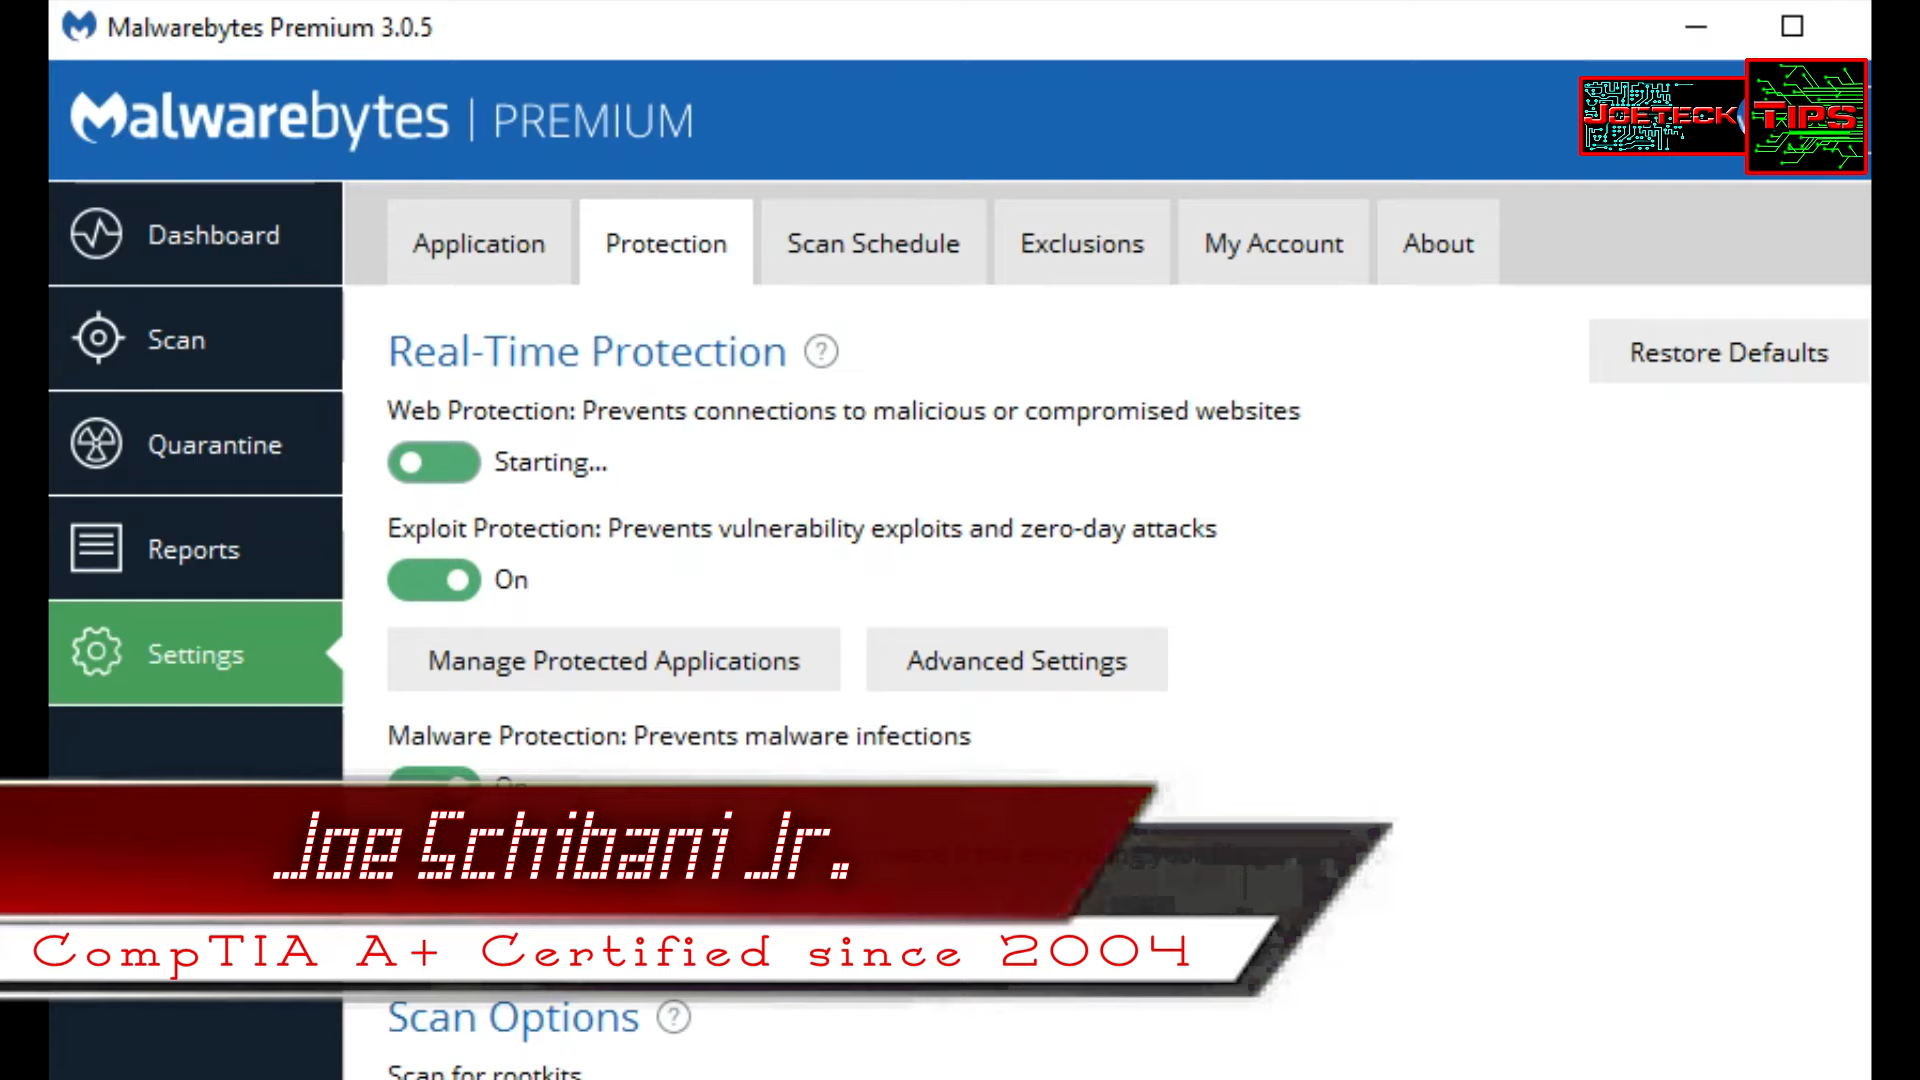 Malwarebytes Premium 3.0.5
Malwarebytes | PREMIUM
JOETECK TIPS
Dashboard
Scan
Quarantine
Reports
Settings
Application
Protection
Scan Schedule
Exclusions
My Account
About
Real-Time Protection ?
Restore Defaults
Web Protection: Prevents connections to malicious or compromised websites
Starting...
Exploit Protection: Prevents vulnerability exploits and zero-day attacks
On
Manage Protected Applications
Advanced Settings
Malware Protection: Prevents malware infections
On
Joe Schibani Jr.
CompTIA A+ Certified since 2004
Scan Options ?
Scan for rootkits